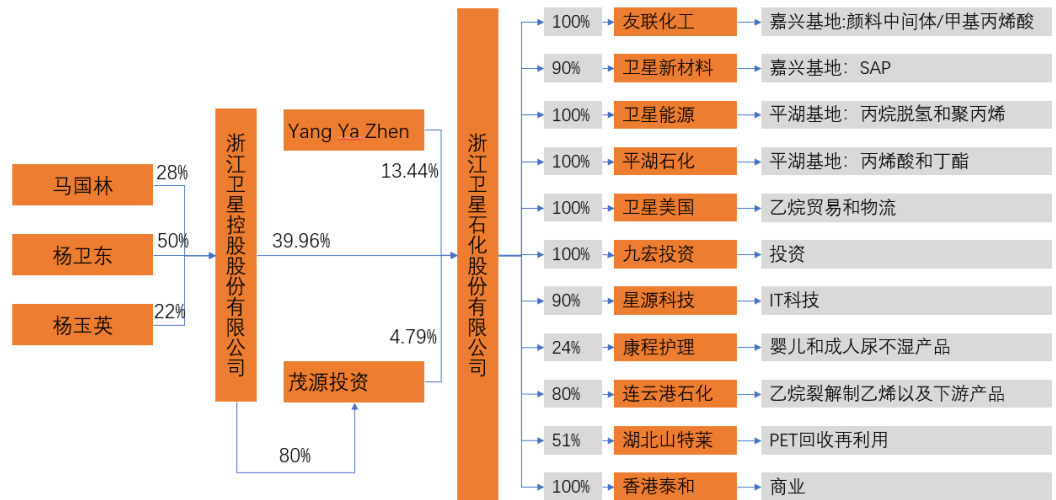 马国林
28%
杨卫东
50%
杨玉英
22%
浙江卫星控股股份有限公司
Yang Ya Zhen
13.44%
39.96%
4.79%
茂源投资
80%
浙江卫星石化股份有限公司
100% 友联化工 嘉兴基地:颜料中间体/甲基丙烯酸
90% 卫星新材料 嘉兴基地：SAP
100% 卫星能源 平湖基地：丙烷脱氢和聚丙烯
100% 平湖石化 平湖基地：丙烯酸和丁酯
100% 卫星美国 乙烷贸易和物流
100% 九宏投资 投资
90% 星源科技 IT科技
24% 康程护理 婴儿和成人尿不湿产品
80% 连云港石化 乙烷裂解制乙烯以及下游产品
51% 湖北山特莱 PET回收再利用
100% 香港泰和 商业